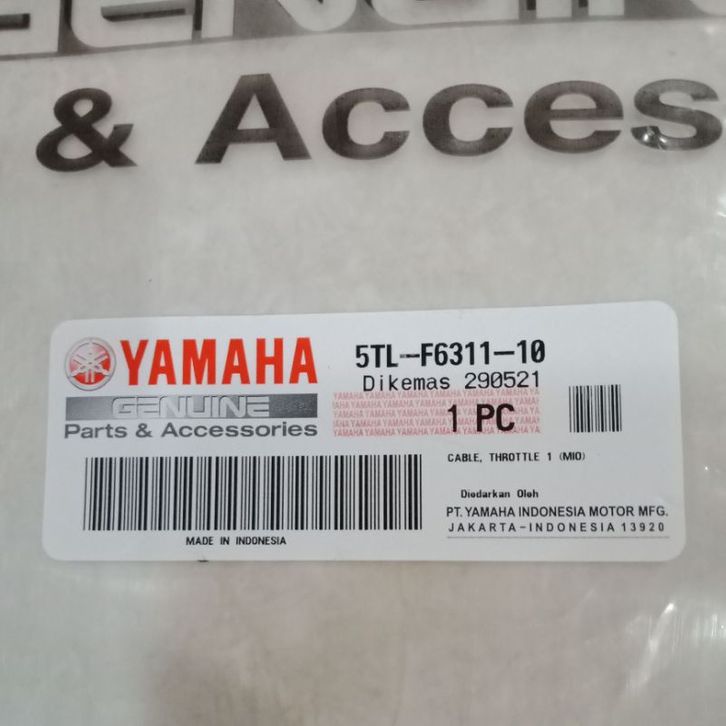 GENUINE
& Acces
YAMAHA
GENUINE
Parts & Accessories
5TL-F6311-10
Dikemas 290521
1 PC
CABLE, THROTTLE 1 (MIO)
Diedarkan Oleh
PT. YAMAHA INDONESIA MOTOR MFG.
JAKARTA-INDONESIA 13920
MADE IN INDONESIA